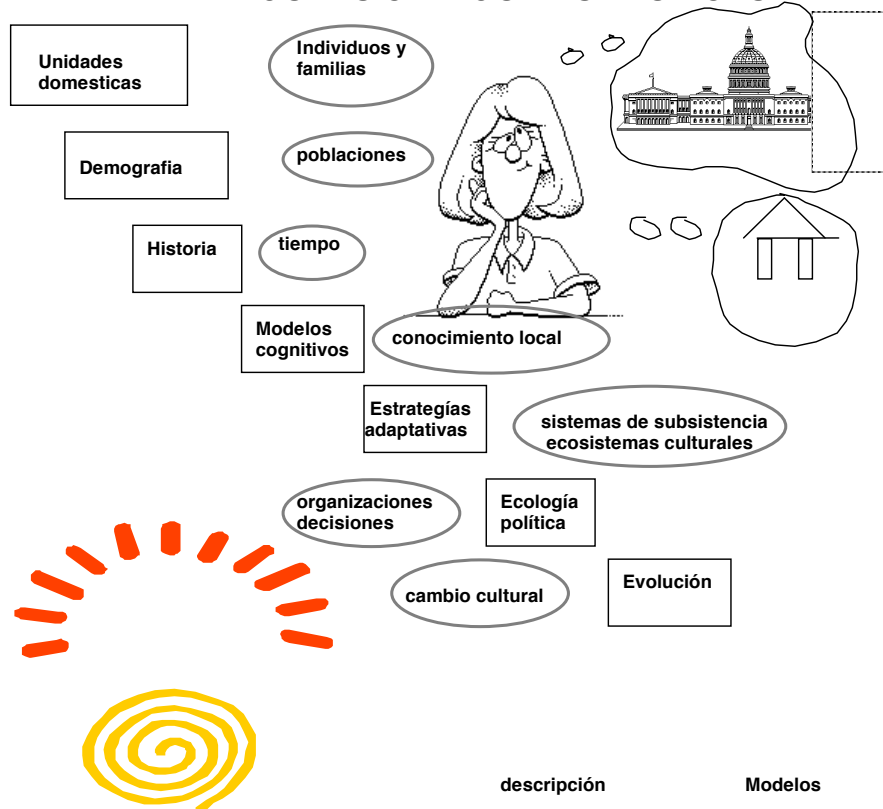 Unidades
domesticas
Individuos y
familias
Demografia
poblaciones
Historia
tiempo
Modelos
cognitivos
conocimiento local
Estrategías
adaptativas
sistemas de subsistencia
ecosistemas culturales
organizaciones
decisiones
Ecología
política
cambio cultural
Evolución
descripción
Modelos